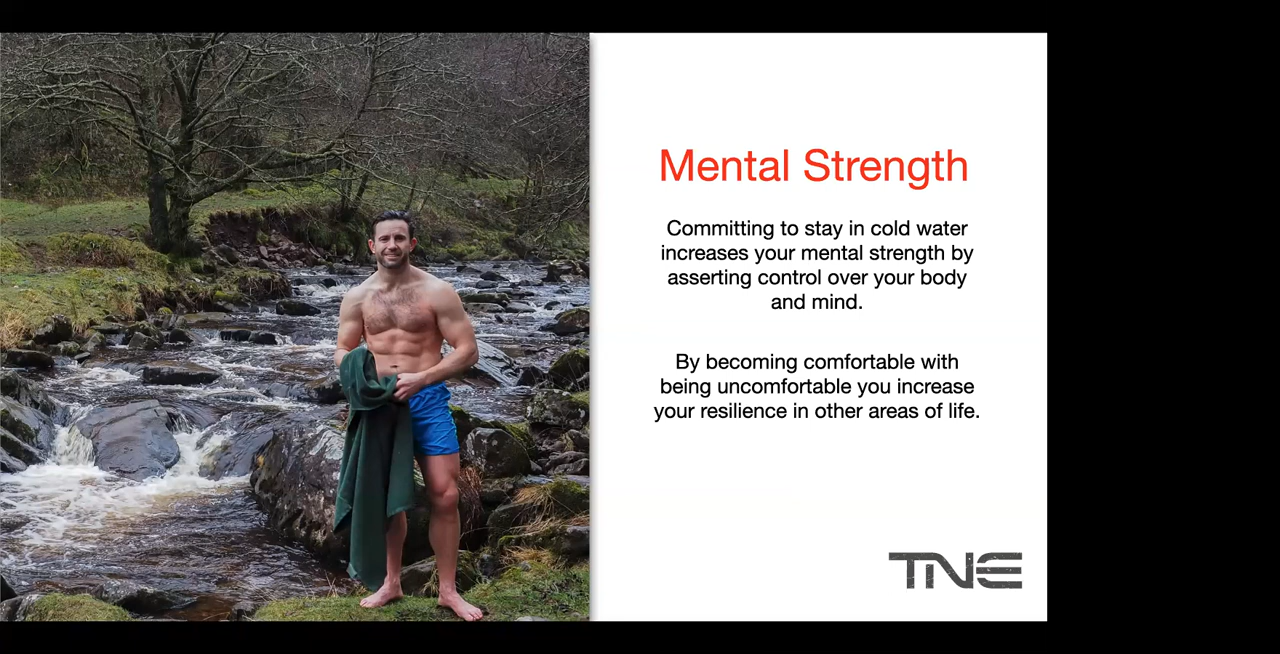 Mental Strength
Committing to stay in cold water
increases your mental strength by
asserting control over your body
and mind.
By becoming comfortable with
being uncomfortable you increase
your resilience in other areas of life.
TNE